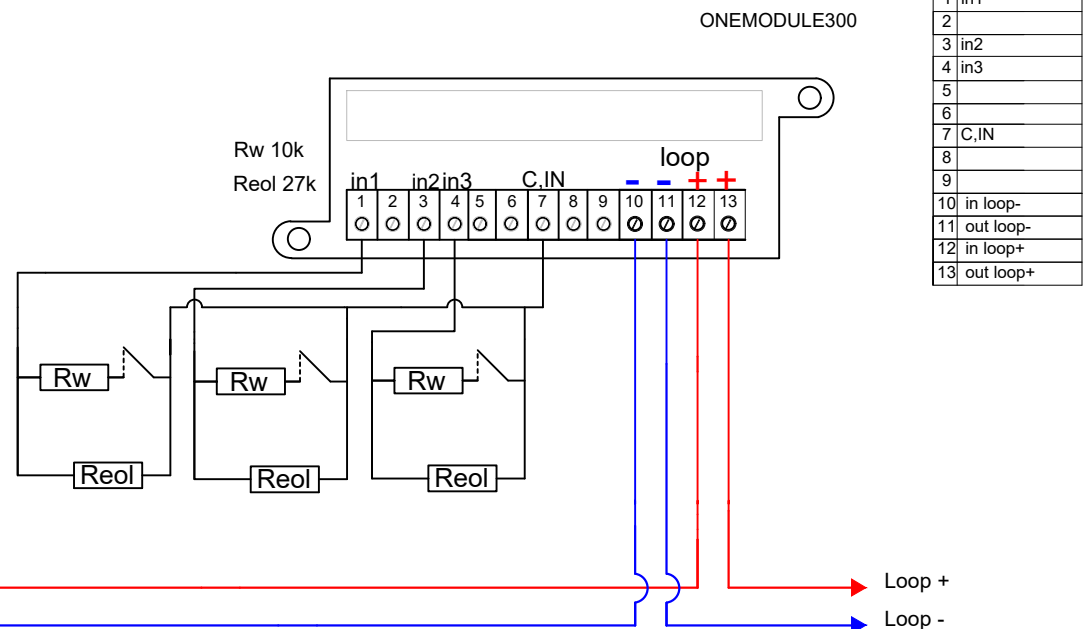 ONEMODULE300
1 in1
2
3 in2
4 in3
5
6
7 C,IN
8
9
10 in loop-
11 out loop-
12 in loop+
13 out loop+
Rw 10k
Reol 27k
loop
in1 in2 in3 C,IN - - + +
1 2 3 4 5 6 7 8 9 10 11 12 13
Rw Rw Rw
Reol Reol Reol
Loop +
Loop -